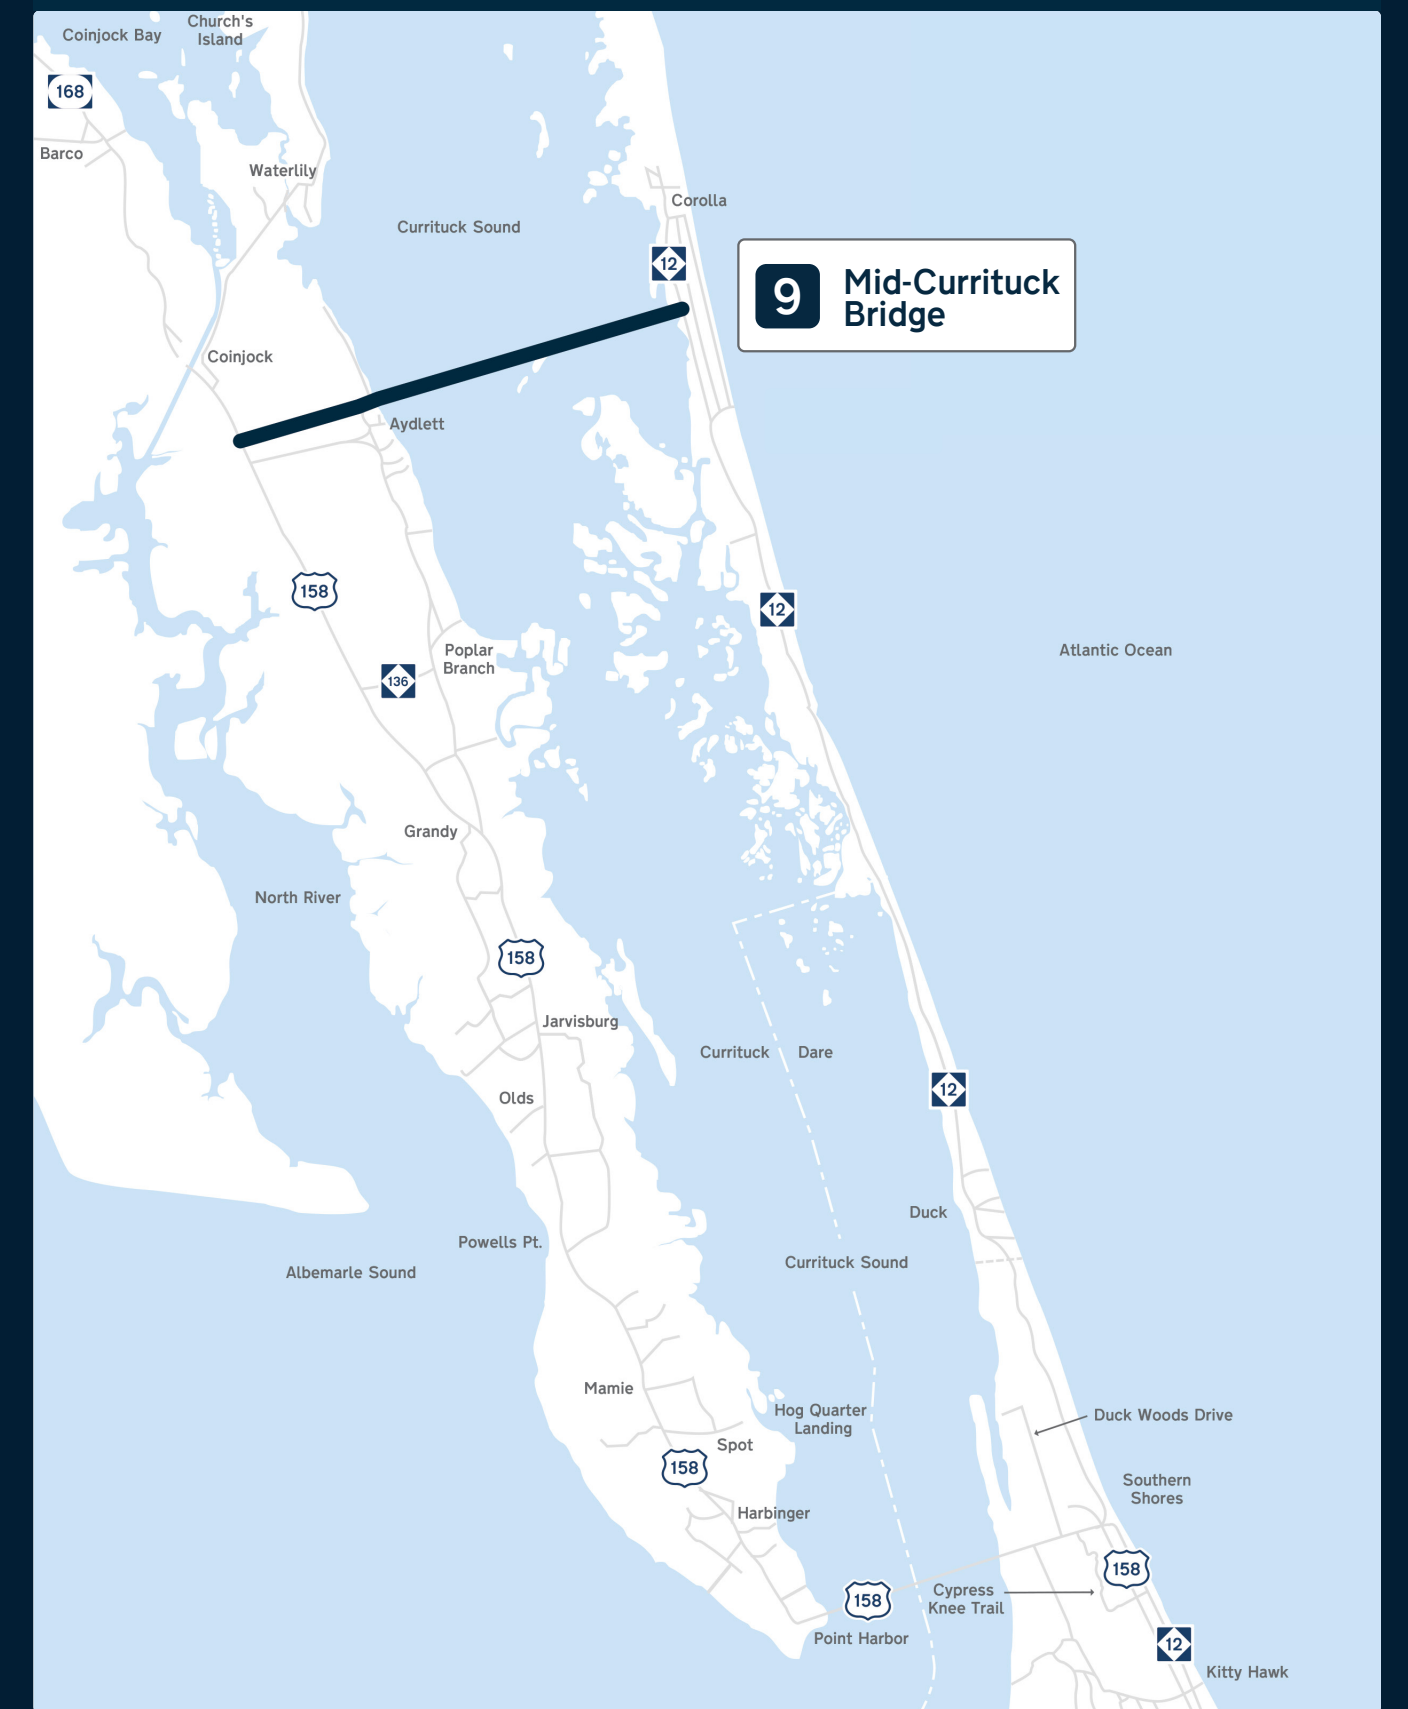 Church's
Island
Coinjock Bay
168
Barco
Waterlily
Corolla
Currituck Sound
12
9
Mid-Currituck
Bridge
Coinjock
Aydlett
158
12
Poplar
Branch
136
Atlantic Ocean
Grandy
North River
158
Jarvisburg
Currituck
Dare
12
Olds
Duck
Powells Pt.
Albemarle Sound
Currituck Sound
Mamie
Hog Quarter
Landing
Duck Woods Drive
Spot
158
Southern
Shores
Harbinger
158
Cypress
Knee Trail
158
Point Harbor
12
Kitty Hawk